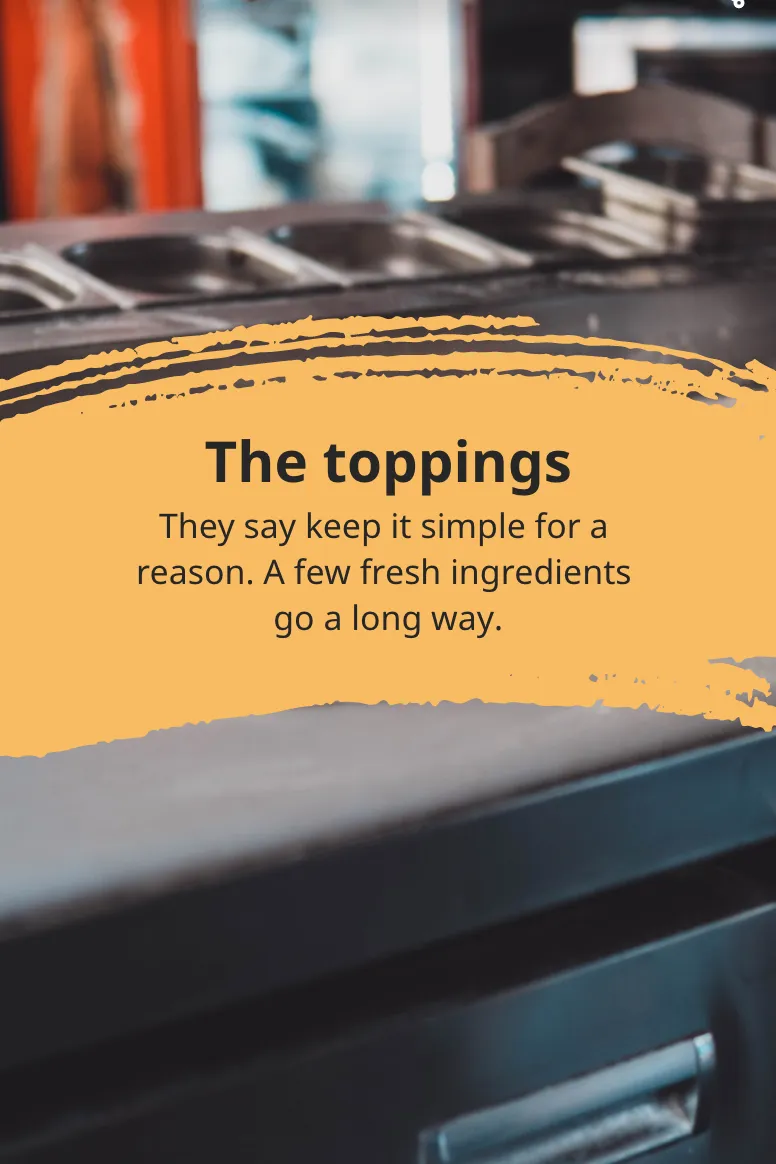 The toppings
They say keep it simple for a
reason. A few fresh ingredients
go a long way.